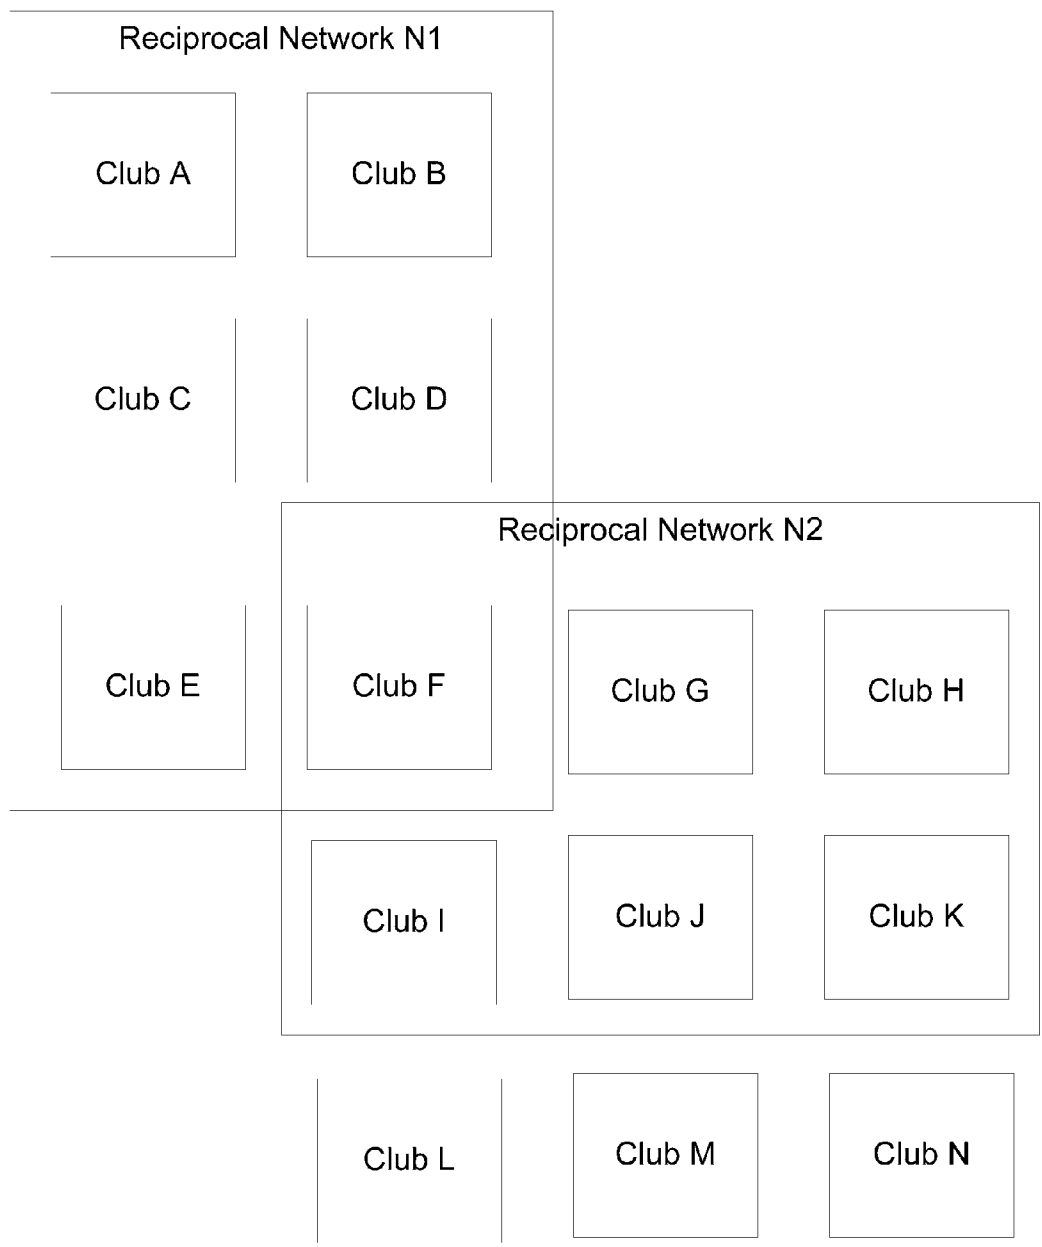 Reciprocal Network N1
Club A
Club B
Club C
Club D
Reciprocal Network N2
Club E
Club F
Club G
Club H
Club I
Club J
Club K
Club L
Club M
Club N